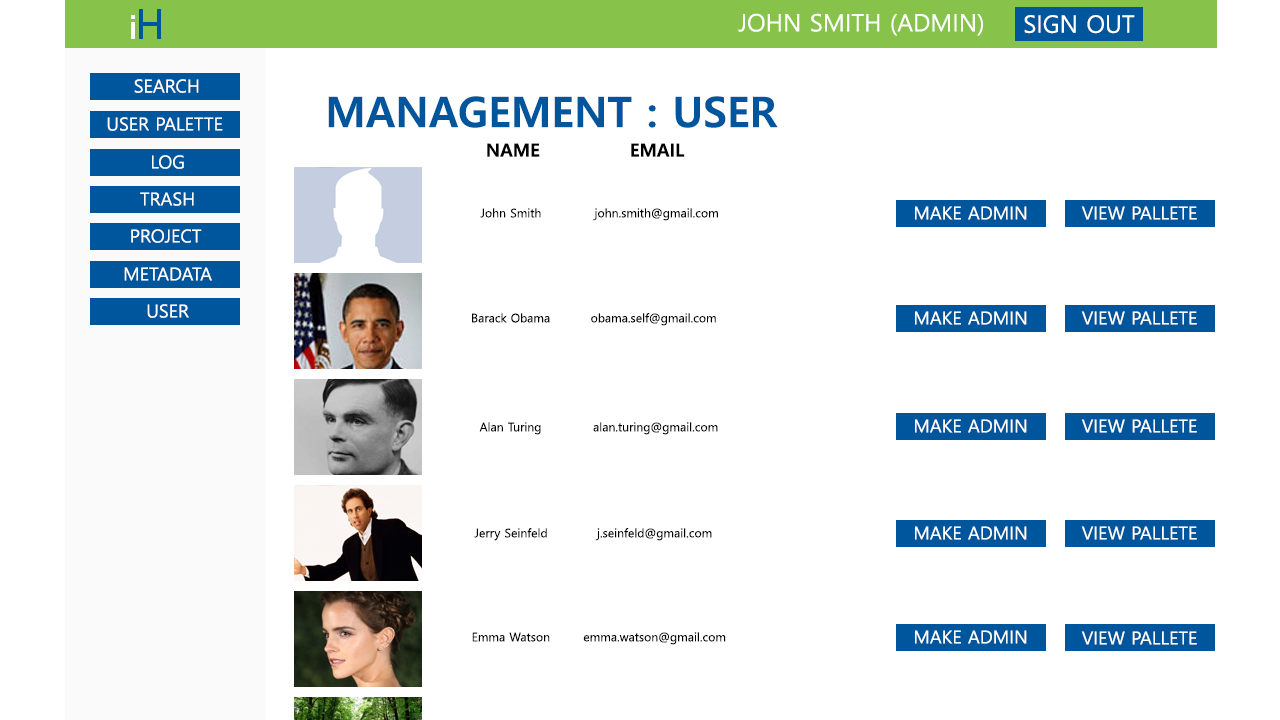 iH
JOHN SMITH (ADMIN) SIGN OUT
SEARCH
USER PALETTE
LOG
TRASH
PROJECT
METADATA
USER
MANAGEMENT : USER
NAME EMAIL
John Smith john.smith@gmail.com MAKE ADMIN VIEW PALLETE
Barack Obama obama.self@gmail.com MAKE ADMIN VIEW PALLETE
Alan Turing alan.turing@gmail.com MAKE ADMIN VIEW PALLETE
Jerry Seinfeld j.seinfeld@gmail.com MAKE ADMIN VIEW PALLETE
Emma Watson emma.watson@gmail.com MAKE ADMIN VIEW PALLETE